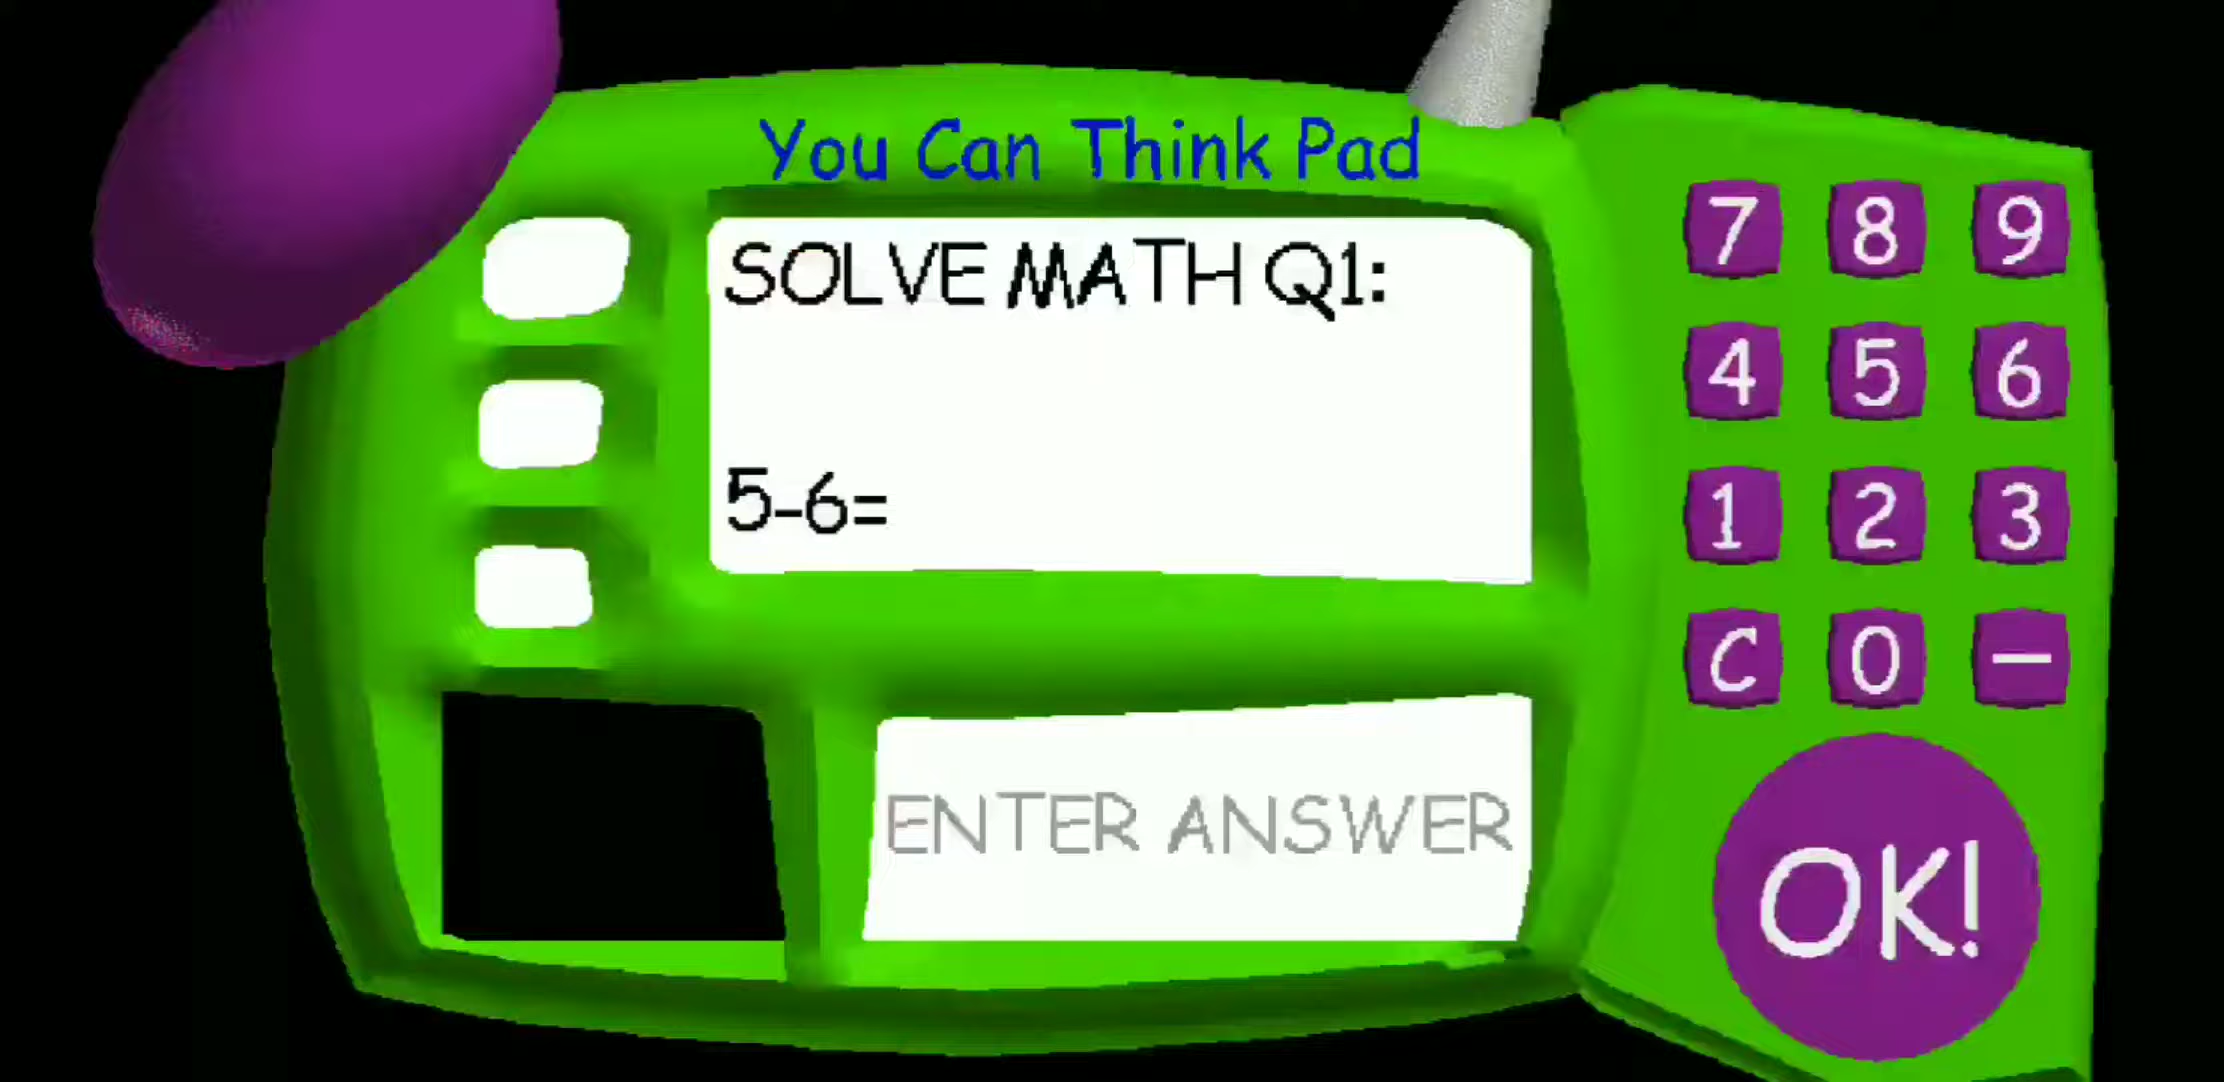 You Can Think Pad
SOLVE MATH Q1:
5-6=
ENTER ANSWER
7 8 9
4 5 6
1 2 3
C 0 -
OK!